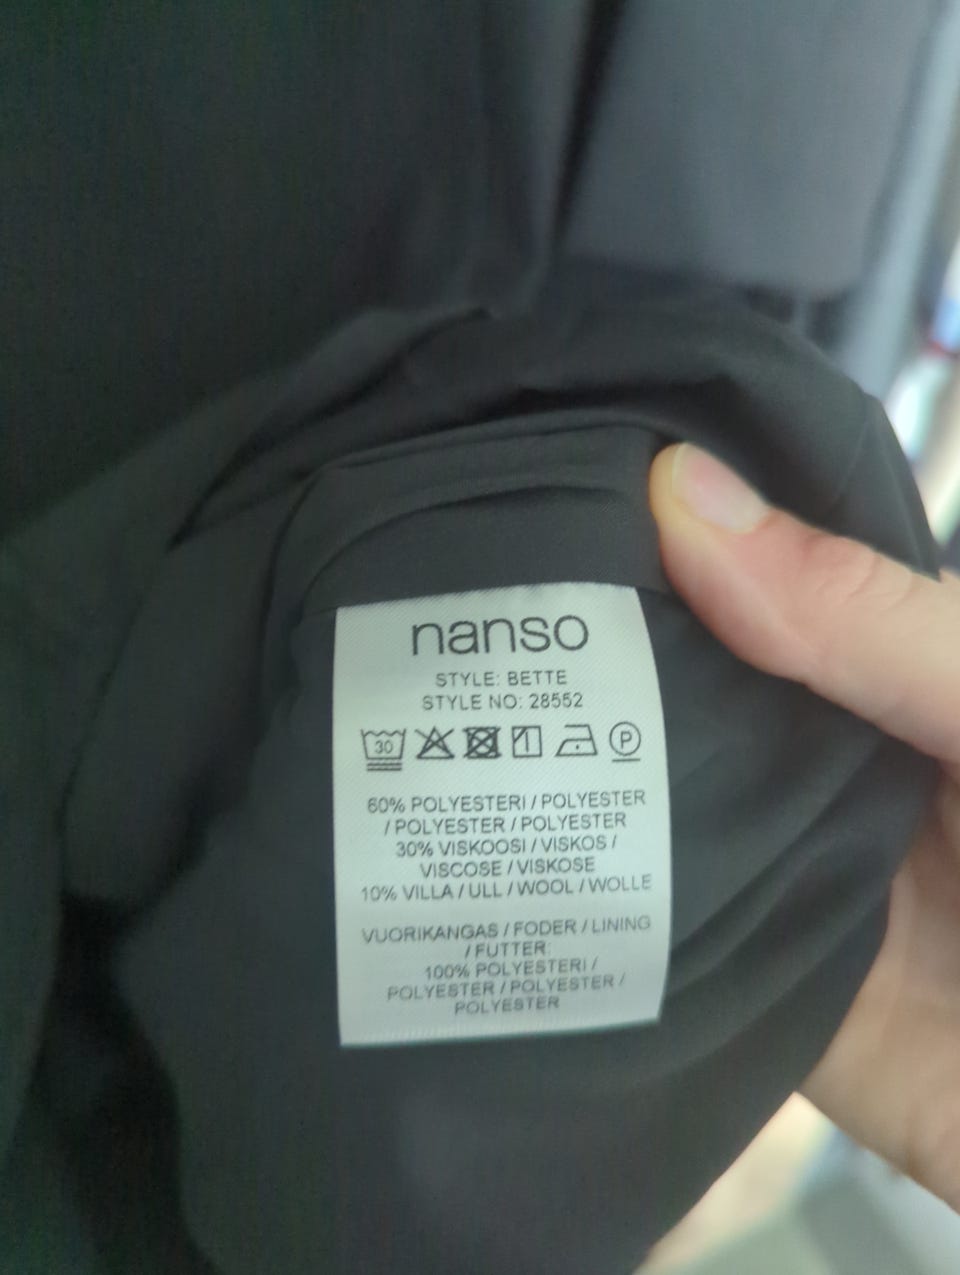 nanso
STYLE: BETTE
STYLE NO: 28552
30 P
60% POLYESTERI / POLYESTER
/ POLYESTER / POLYESTER
30% VISKOOSI / VISKOS /
VISCOSE / VISKOSE
10% VILLA / ULL / WOOL / WOLLE
VUORIKANGAS / FODER / LINING
/ FUTTER:
100% POLYESTERI /
POLYESTER / POLYESTER /
POLYESTER